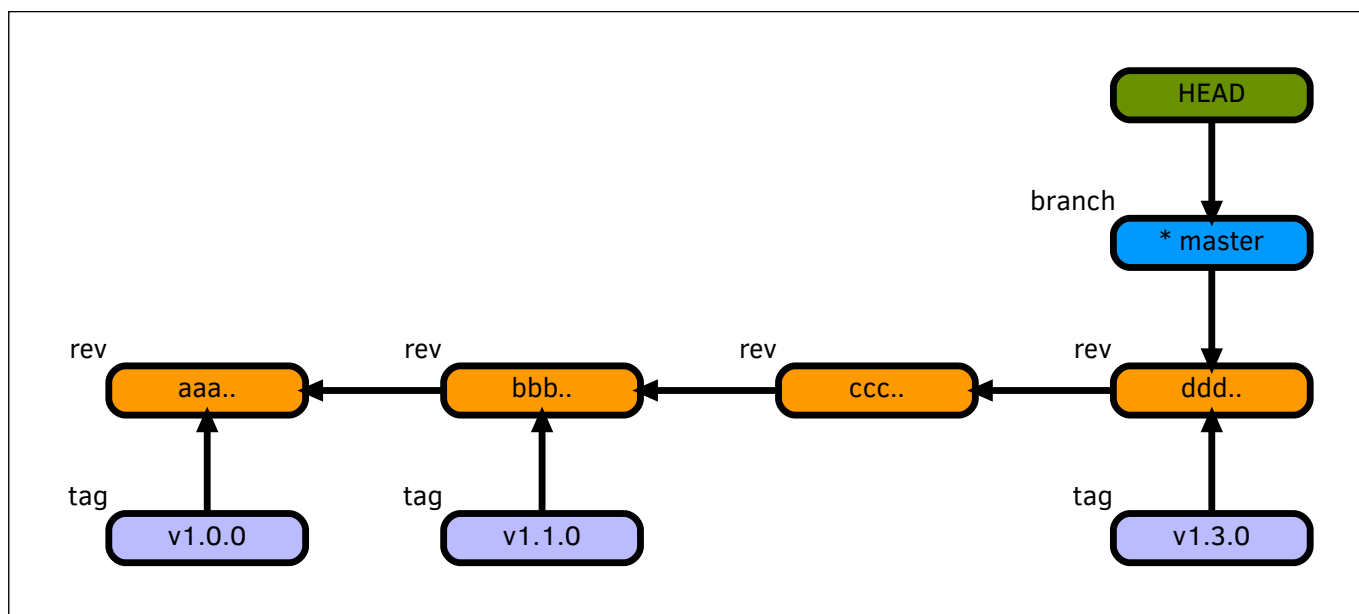 HEAD
branch
* master
rev
rev
rev
rev
aaa..
bbb..
ccc..
ddd..
tag
tag
tag
v1.0.0
v1.1.0
v1.3.0